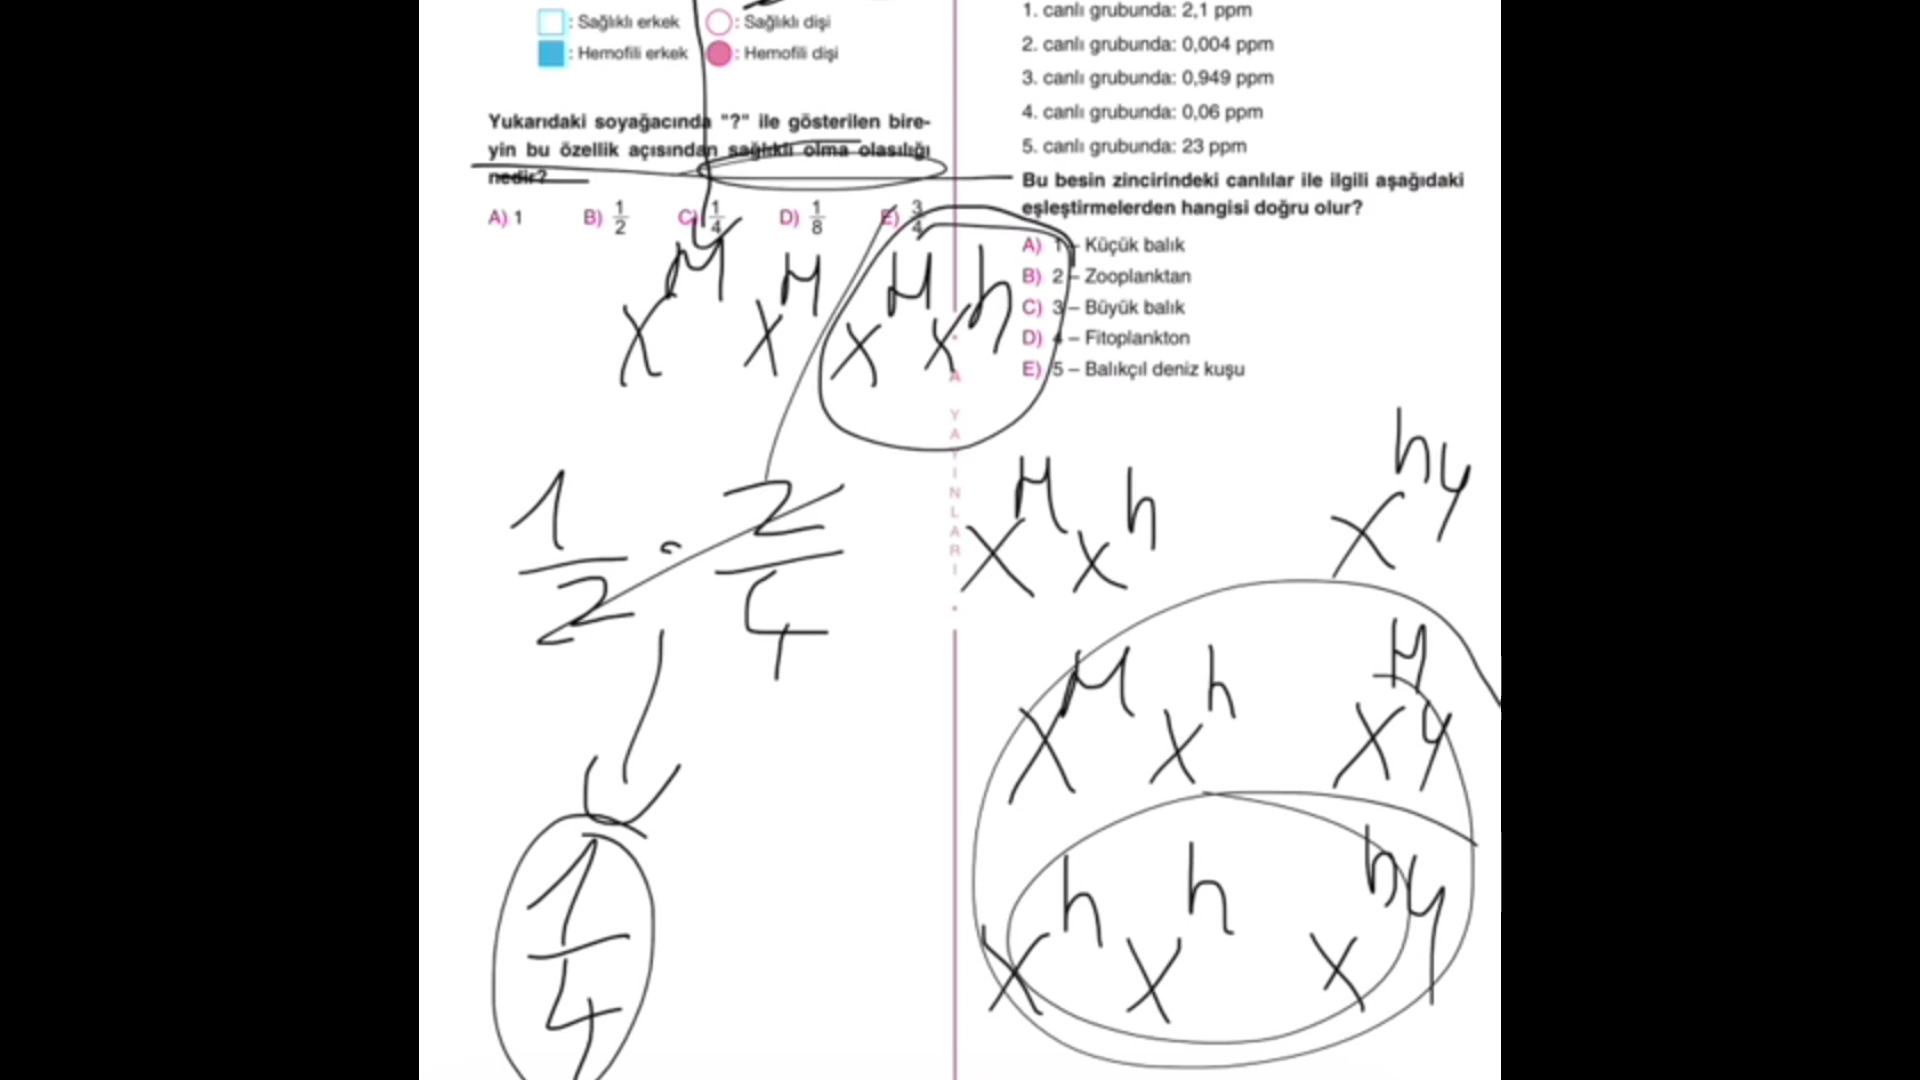 : Sağlıklı erkek : Sağlıklı dişi
: Hemofili erkek : Hemofili dişi
Yukarıdaki soyağacında "?" ile gösterilen bire-
yin bu özellik açısından sağlıklı olma olasılığı
nedir?
A) 1 B) 1/2 C) 1/4 D) 1/8 E) 3/4
X^H X^H X^H X^h
1/2 . 2/4
1/4
1. canlı grubunda: 2,1 ppm
2. canlı grubunda: 0,004 ppm
3. canlı grubunda: 0,949 ppm
4. canlı grubunda: 0,06 ppm
5. canlı grubunda: 23 ppm
Bu besin zincirindeki canlılar ile ilgili aşağıdaki
eşleştirmelerden hangisi doğru olur?
A) 1 – Küçük balık
B) 2 – Zooplanktan
C) 3 – Büyük balık
D) 4 – Fitoplankton
E) 5 – Balıkçıl deniz kuşu
A YAYINLARI
X^H X^h X^h y
X^H X^h X^H y
X^h X^h X^h y